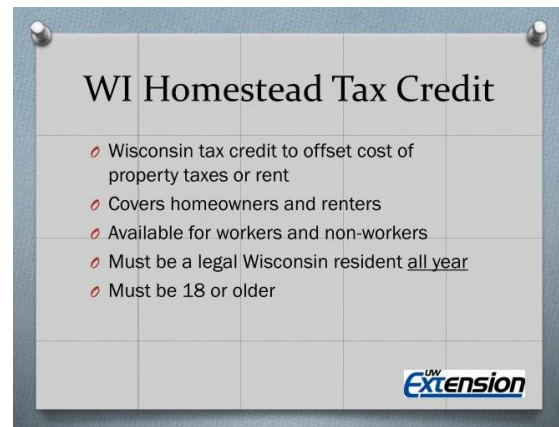 WI Homestead Tax Credit
Wisconsin tax credit to offset cost of
property taxes or rent
Covers homeowners and renters
Available for workers and non-workers
Must be a legal Wisconsin resident all year
Must be 18 or older
UW
Extension